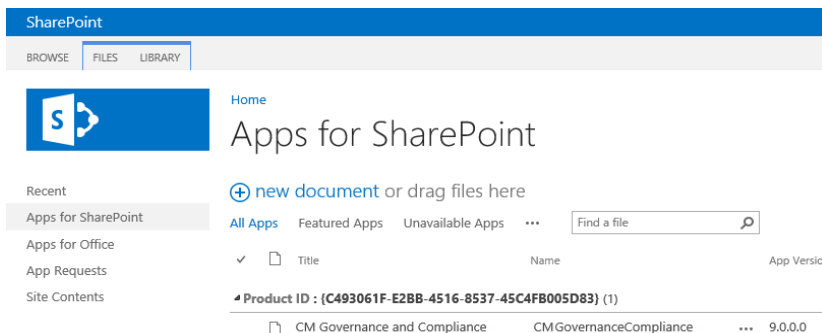 SharePoint
BROWSE FILES LIBRARY
S
Home
Apps for SharePoint
Recent
Apps for SharePoint
Apps for Office
App Requests
Site Contents
new document or drag files here
All Apps Featured Apps Unavailable Apps ••• Find a file
Title Name App Versio
Product ID : {C493061F-E2BB-4516-8537-45C4FB005D83} (1)
CM Governance and Compliance CMGovernanceCompliance ••• 9.0.0.0